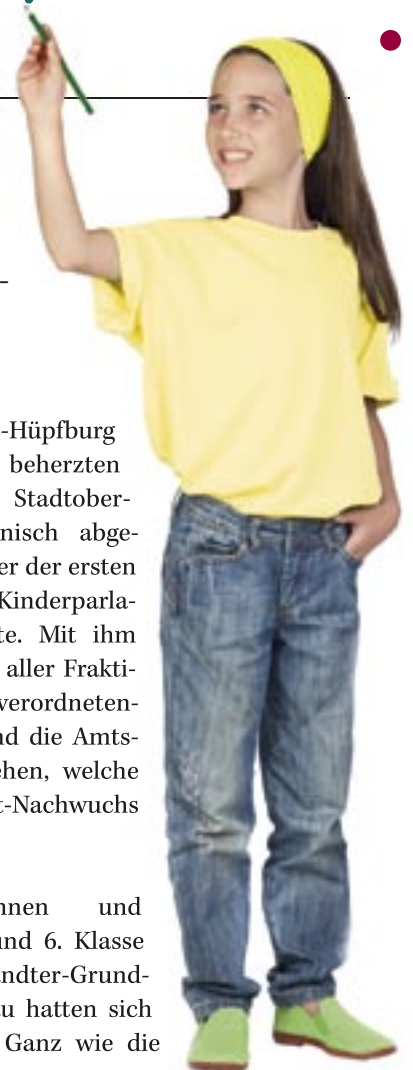 -Hüpfburg
beherzten
Stadtober-
nisch abge-
er der ersten
Kinderparla-
te. Mit ihm
aller Frakti-
verordneten-
nd die Amts-
ehen, welche
t-Nachwuchs
nnen und
und 6. Klasse
ndter-Grund-
u hatten sich
Ganz wie die